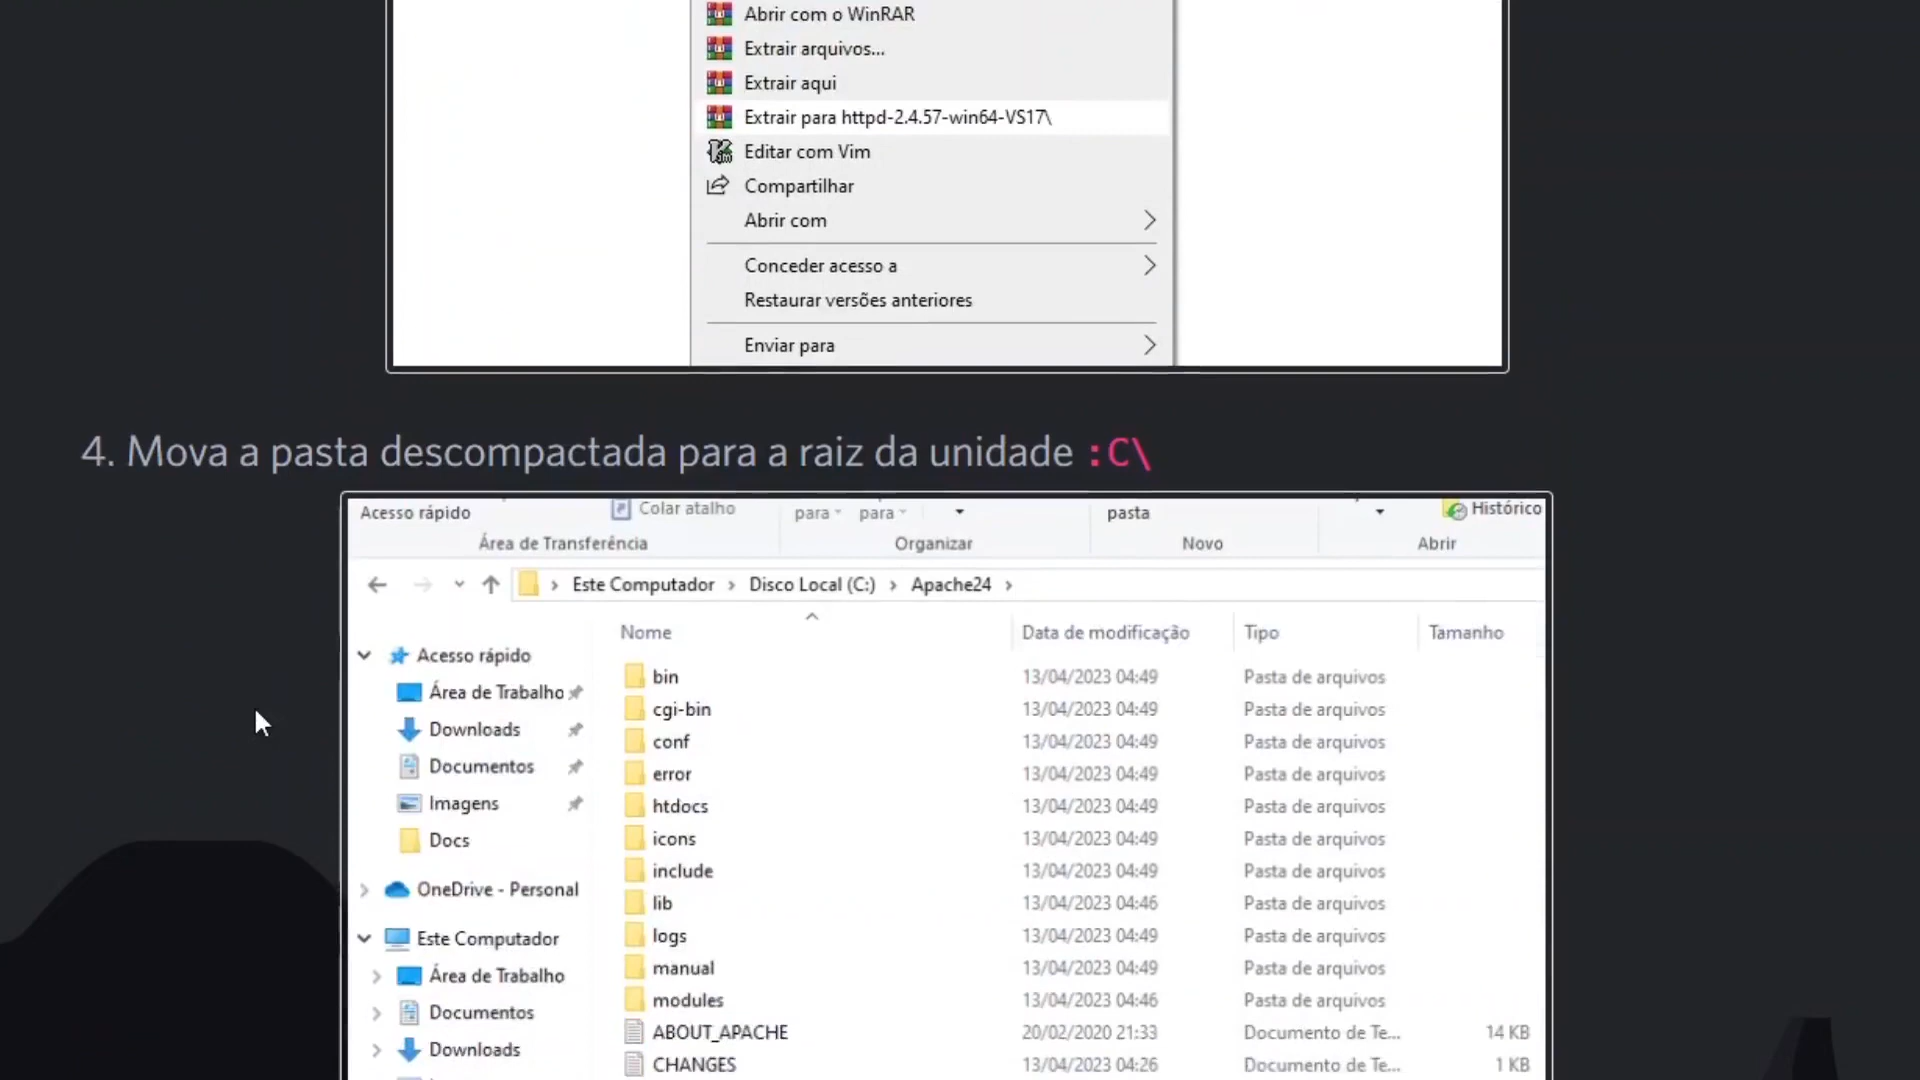 Abrir com o WinRAR
Extrair arquivos...
Extrair aqui
Extrair para httpd-2.4.57-win64-VS17\
Editar com Vim
Compartilhar
Abrir com
Conceder acesso a
Restaurar versões anteriores
Enviar para
4. Mova a pasta descompactada para a raiz da unidade :C\
Acesso rápido Colar atalho para para pasta Histórico
Área de Transferência Organizar Novo Abrir
Este Computador Disco Local (C:) Apache24
Nome Data de modificação Tipo Tamanho
Acesso rápido
Área de Trabalho
Downloads
Documentos
Imagens
Docs
OneDrive - Personal
Este Computador
Área de Trabalho
Documentos
Downloads
bin 13/04/2023 04:49 Pasta de arquivos
cgi-bin 13/04/2023 04:49 Pasta de arquivos
conf 13/04/2023 04:49 Pasta de arquivos
error 13/04/2023 04:49 Pasta de arquivos
htdocs 13/04/2023 04:49 Pasta de arquivos
icons 13/04/2023 04:49 Pasta de arquivos
include 13/04/2023 04:49 Pasta de arquivos
lib 13/04/2023 04:46 Pasta de arquivos
logs 13/04/2023 04:49 Pasta de arquivos
manual 13/04/2023 04:49 Pasta de arquivos
modules 13/04/2023 04:46 Pasta de arquivos
ABOUT_APACHE 20/02/2020 21:33 Documento de Te... 14 KB
CHANGES 13/04/2023 04:26 Documento de Te... 1 KB